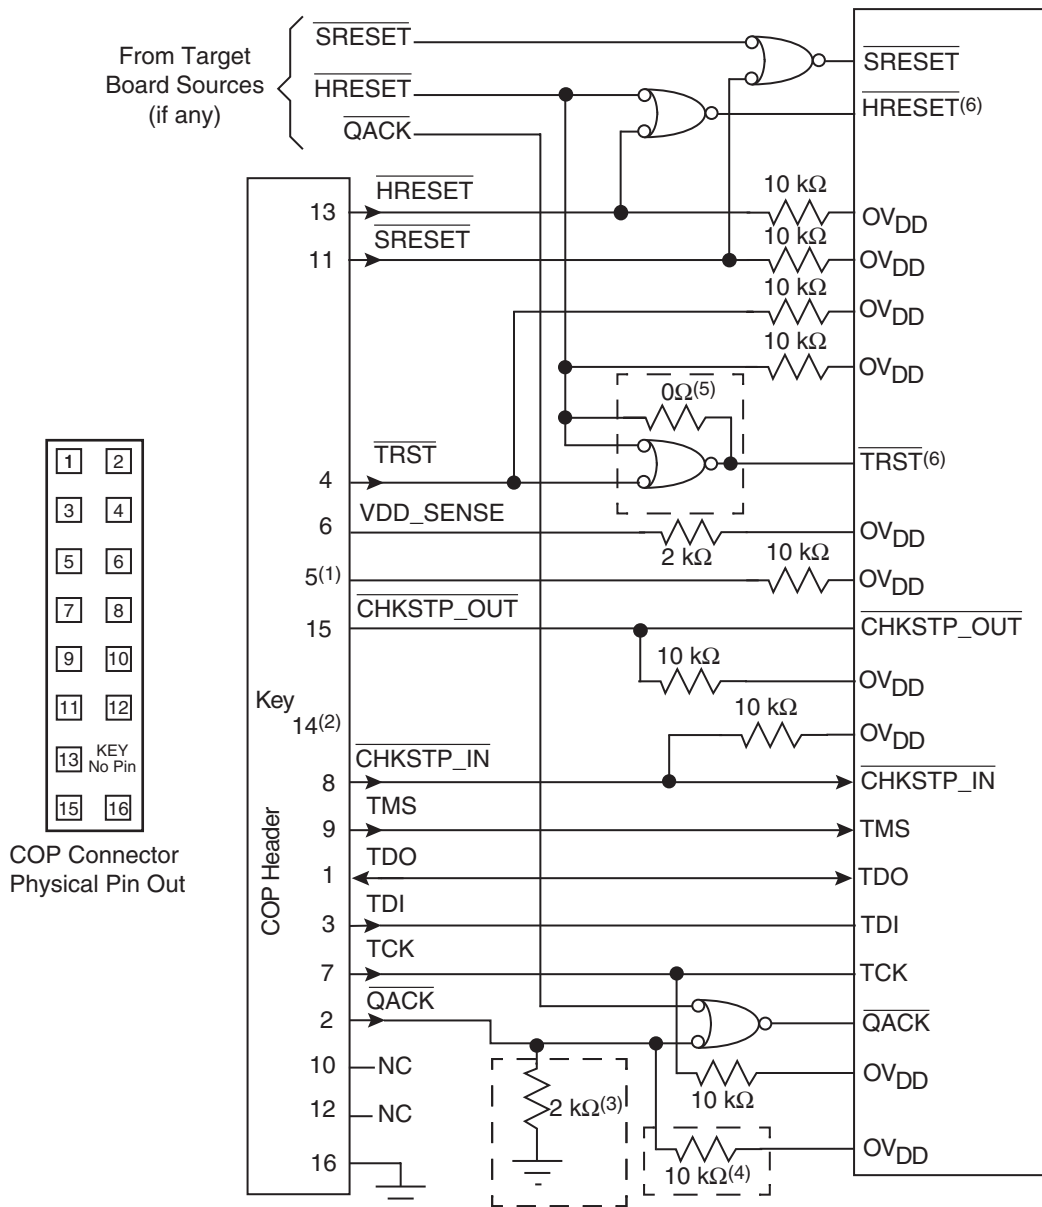 From Target
Board Sources
(if any)
SRESET
HRESET
QACK
SRESET
HRESET(6)
13
HRESET
10 kΩ
OVDD
11
SRESET
10 kΩ
OVDD
10 kΩ
OVDD
10 kΩ
OVDD
0Ω(5)
4
TRST
TRST(6)
6
VDD_SENSE
2 kΩ
OVDD
5(1)
10 kΩ
OVDD
15
CHKSTP_OUT
CHKSTP_OUT
10 kΩ
OVDD
Key
14(2)
10 kΩ
OVDD
8
CHKSTP_IN
CHKSTP_IN
9
TMS
TMS
1
TDO
TDO
3
TDI
TDI
7
TCK
TCK
2
QACK
QACK
10
NC
10 kΩ
OVDD
12
NC
2 kΩ(3)
16
10 kΩ(4)
OVDD
COP Header
1 2
3 4
5 6
7 8
9 10
11 12
13 KEY
No Pin
15 16
COP Connector
Physical Pin Out